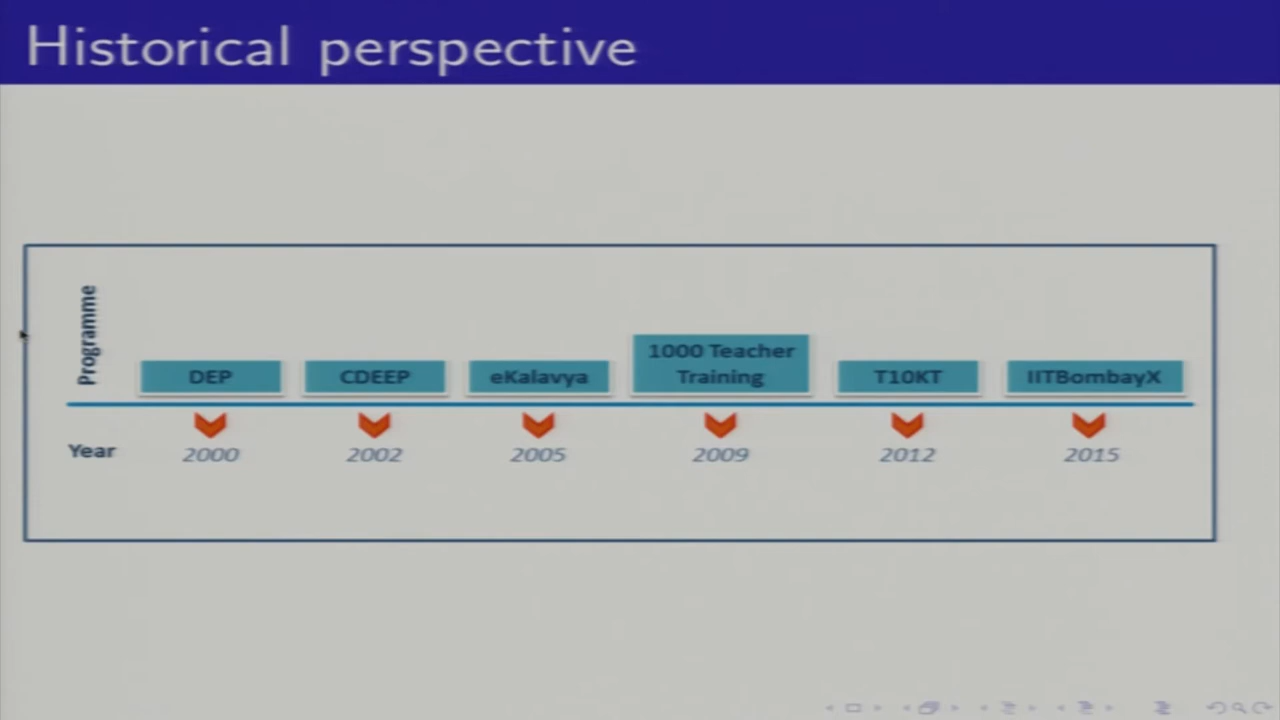 Historical perspective
Programme
DEP
CDEEP
eKalavya
1000 Teacher
Training
T10KT
IITBombayX
Year
2000
2002
2005
2009
2012
2015